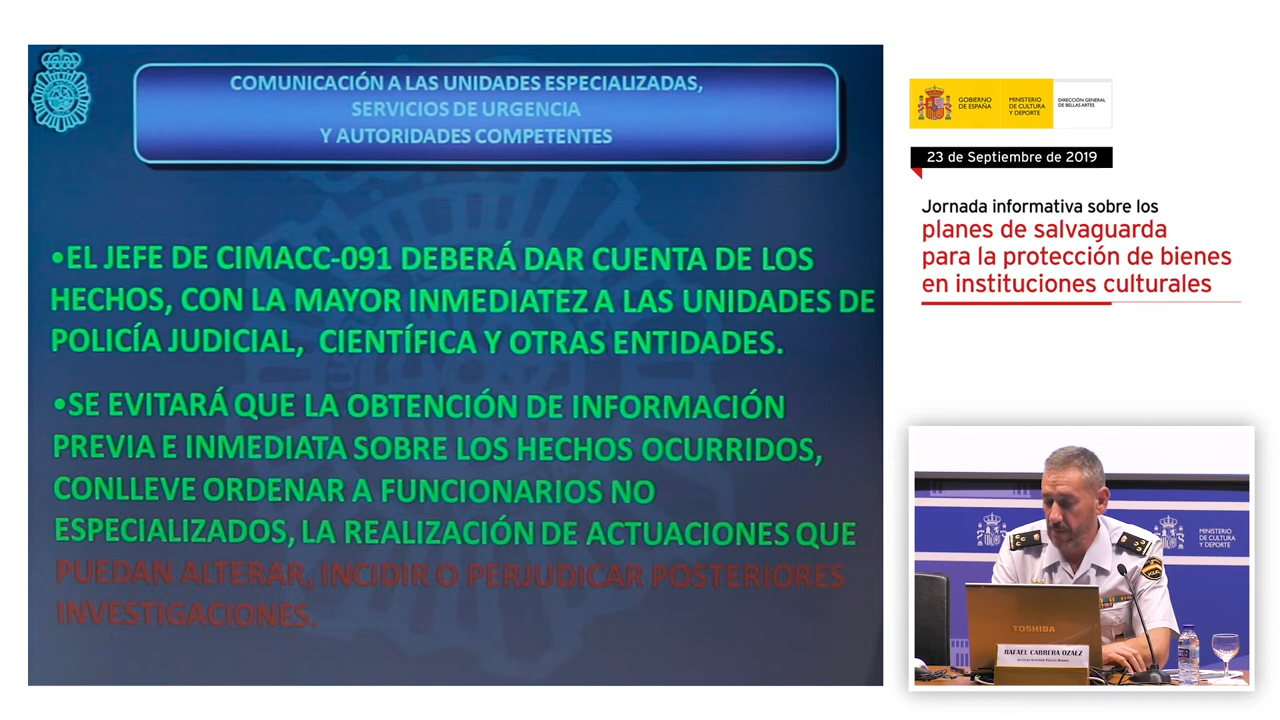 COMUNICACIÓN A LAS UNIDADES ESPECIALIZADAS,
SERVICIOS DE URGENCIA
Y AUTORIDADES COMPETENTES
•EL JEFE DE CIMACC-091 DEBERÁ DAR CUENTA DE LOS
HECHOS, CON LA MAYOR INMEDIATEZ A LAS UNIDADES DE
POLICÍA JUDICIAL, CIENTÍFICA Y OTRAS ENTIDADES.
•SE EVITARÁ QUE LA OBTENCIÓN DE INFORMACIÓN
PREVIA E INMEDIATA SOBRE LOS HECHOS OCURRIDOS,
CONLLEVE ORDENAR A FUNCIONARIOS NO
ESPECIALIZADOS, LA REALIZACIÓN DE ACTUACIONES QUE
PUEDAN ALTERAR, INCIDIR O PERJUDICAR POSTERIORES
INVESTIGACIONES.
GOBIERNO
DE ESPAÑA
MINISTERIO
DE CULTURA
Y DEPORTE
DIRECCIÓN GENERAL
DE BELLAS ARTES
23 de Septiembre de 2019
Jornada informativa sobre los
planes de salvaguarda
para la protección de bienes
en instituciones culturales
MINISTERIO
DE CULTURA
Y DEPORTE
TOSHIBA
RAFAEL CABRERA OZAEZ